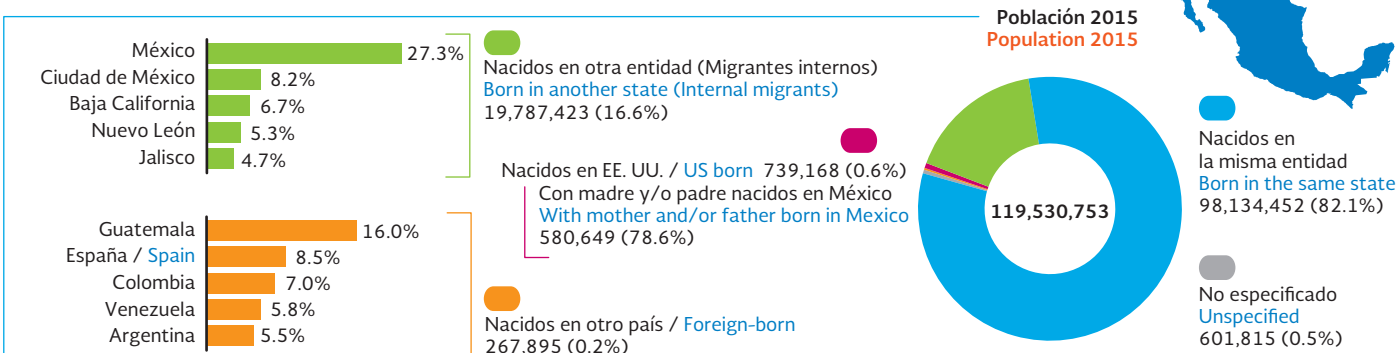 Población 2015
Population 2015
México 27.3%
Ciudad de México 8.2%
Baja California 6.7%
Nuevo León 5.3%
Jalisco 4.7%
Nacidos en otra entidad (Migrantes internos)
Born in another state (Internal migrants)
19,787,423 (16.6%)
Nacidos en EE. UU. / US born 739,168 (0.6%)
Con madre y/o padre nacidos en México
With mother and/or father born in Mexico
580,649 (78.6%)
Guatemala 16.0%
España / Spain 8.5%
Colombia 7.0%
Venezuela 5.8%
Argentina 5.5%
Nacidos en otro país / Foreign-born
267,895 (0.2%)
119,530,753
Nacidos en
la misma entidad
Born in the same state
98,134,452 (82.1%)
No especificado
Unspecified
601,815 (0.5%)